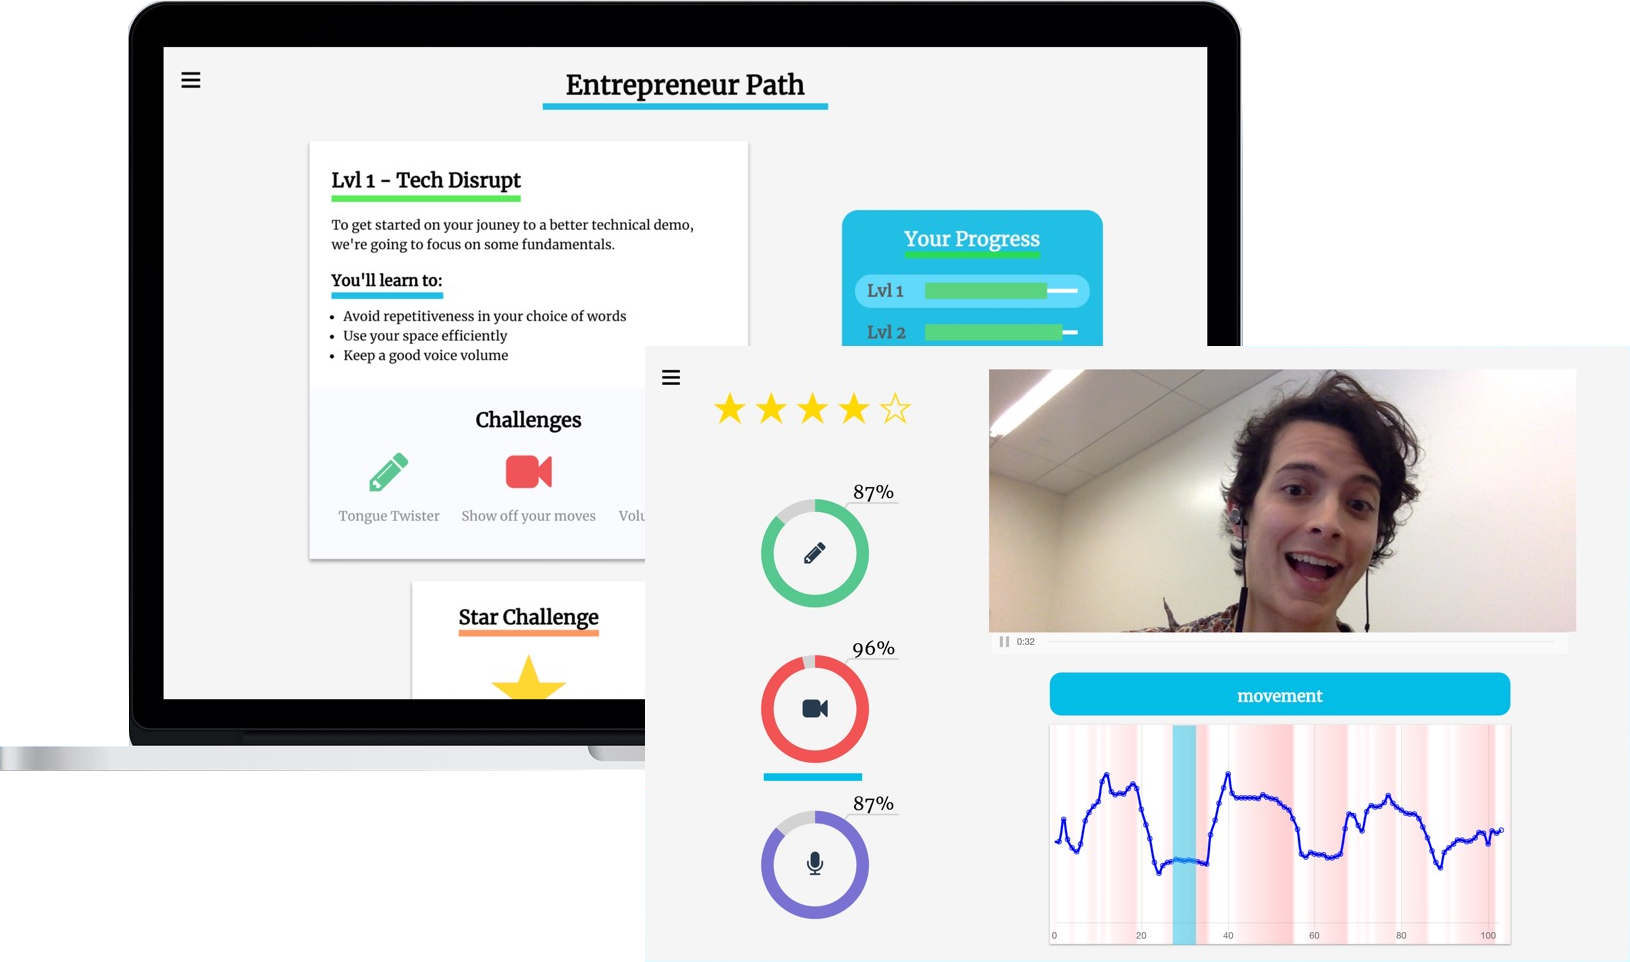 Entrepreneur Path
Lvl 1 - Tech Disrupt
To get started on your jouney to a better technical demo,
we're going to focus on some fundamentals.
You'll learn to:
• Avoid repetitiveness in your choice of words
• Use your space efficiently
• Keep a good voice volume
Challenges
Tongue Twister
Show off your moves
Volu
Star Challenge
Your Progress
Lvl 1
Lvl 2
87%
96%
87%
0:32
movement
0 20 40 60 80 100